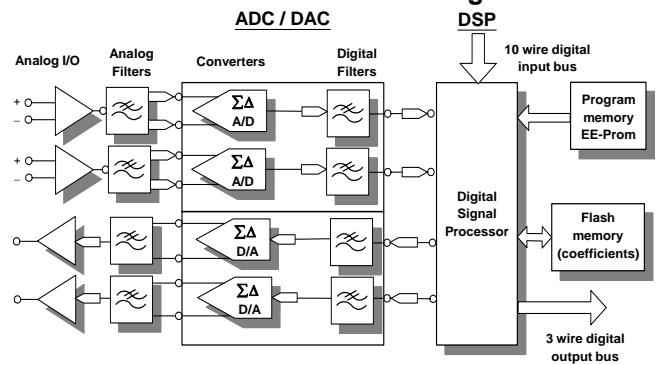 ADC / DAC
DSP
Analog I/O
Analog
Filters
Converters
Digital
Filters
10 wire digital
input bus
+
−
ΣΔ
A/D
+
−
ΣΔ
A/D
ΣΔ
D/A
ΣΔ
D/A
Digital
Signal
Processor
Program
memory
EE-Prom
Flash
memory
(coefficients)
3 wire digital
output bus